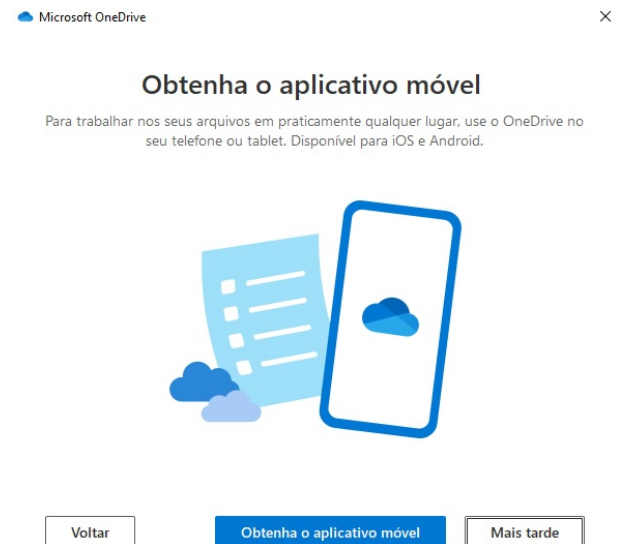 Microsoft OneDrive
Obtenha o aplicativo móvel
Para trabalhar nos seus arquivos em praticamente qualquer lugar, use o OneDrive no
seu telefone ou tablet. Disponível para iOS e Android.
Voltar
Obtenha o aplicativo móvel
Mais tarde